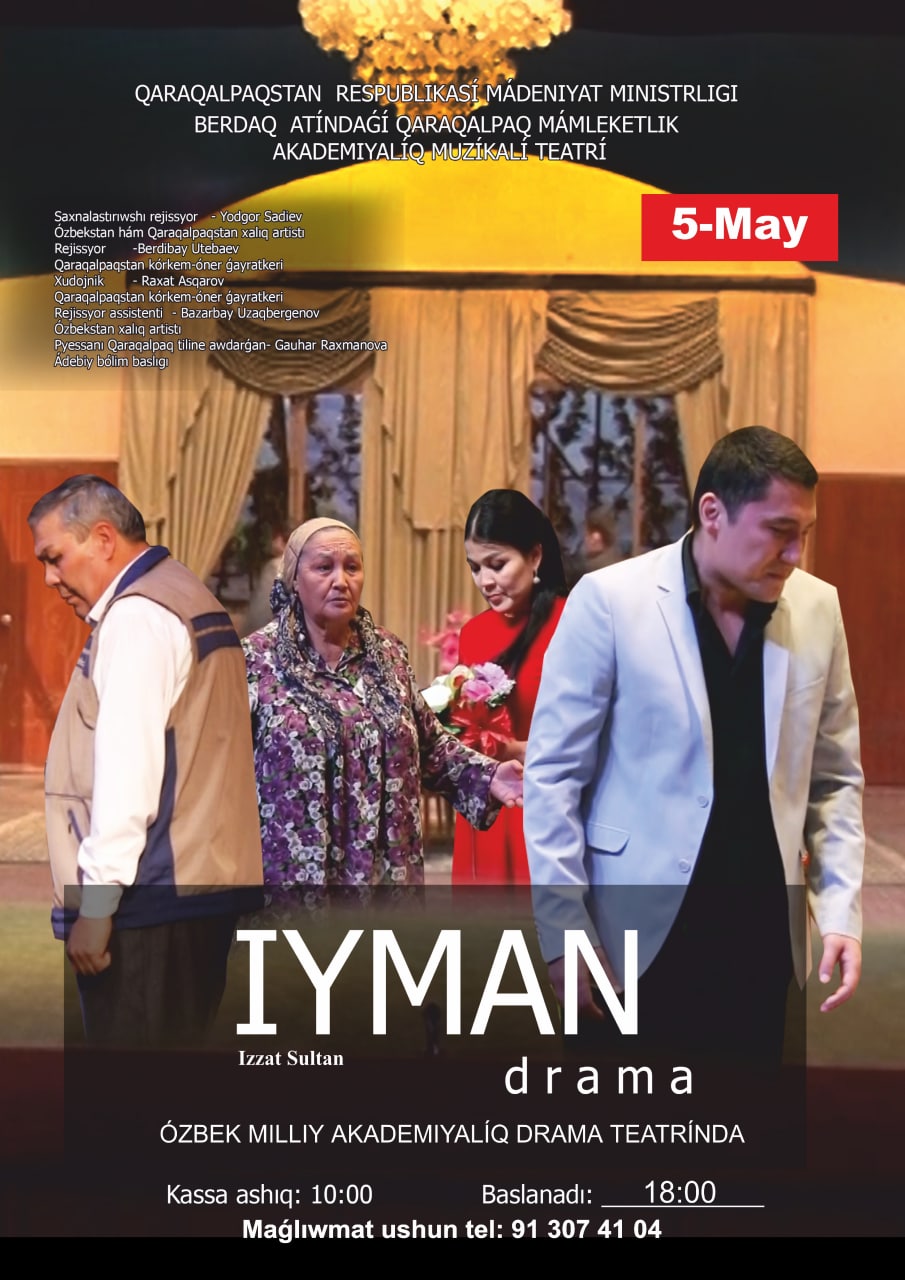 QARAQALPAQSTAN RESPUBLIKASÍ MÁDENIYAT MINISTRLIGI
BERDAQ ATÍNDAǴÍ QARAQALPAQ MÁMLEKETLIK
AKADEMIYALÍQ MUZÍKALÍ TEATRÍ
Saxnalastırıwshı rejissyor - Yodgor Sadiev
Ózbekstan hám Qaraqalpaqstan xalıq artistı
Rejissyor -Berdibay Utebaev
Qaraqalpaqstan kórkem-óner ǵayratkeri
Xudojnik - Raxat Asqarov
Qaraqalpaqstan kórkem-óner ǵayratkeri
Rejissyor assistenti - Bazarbay Uzaqbergenov
Ózbekstan xalıq artistı
Pyessanı Qaraqalpaq tiline awdarǵan- Gauhar Raxmanova
Ádebiy bólim baslıgı
5-May
IYMAN
Izzat Sultan
drama
ÓZBEK MILLIY AKADEMIYALÍQ DRAMA TEATRÍNDA
Kassa ashıq: 10:00 Baslanadı: 18:00
Maǵlıwmat ushun tel: 91 307 41 04